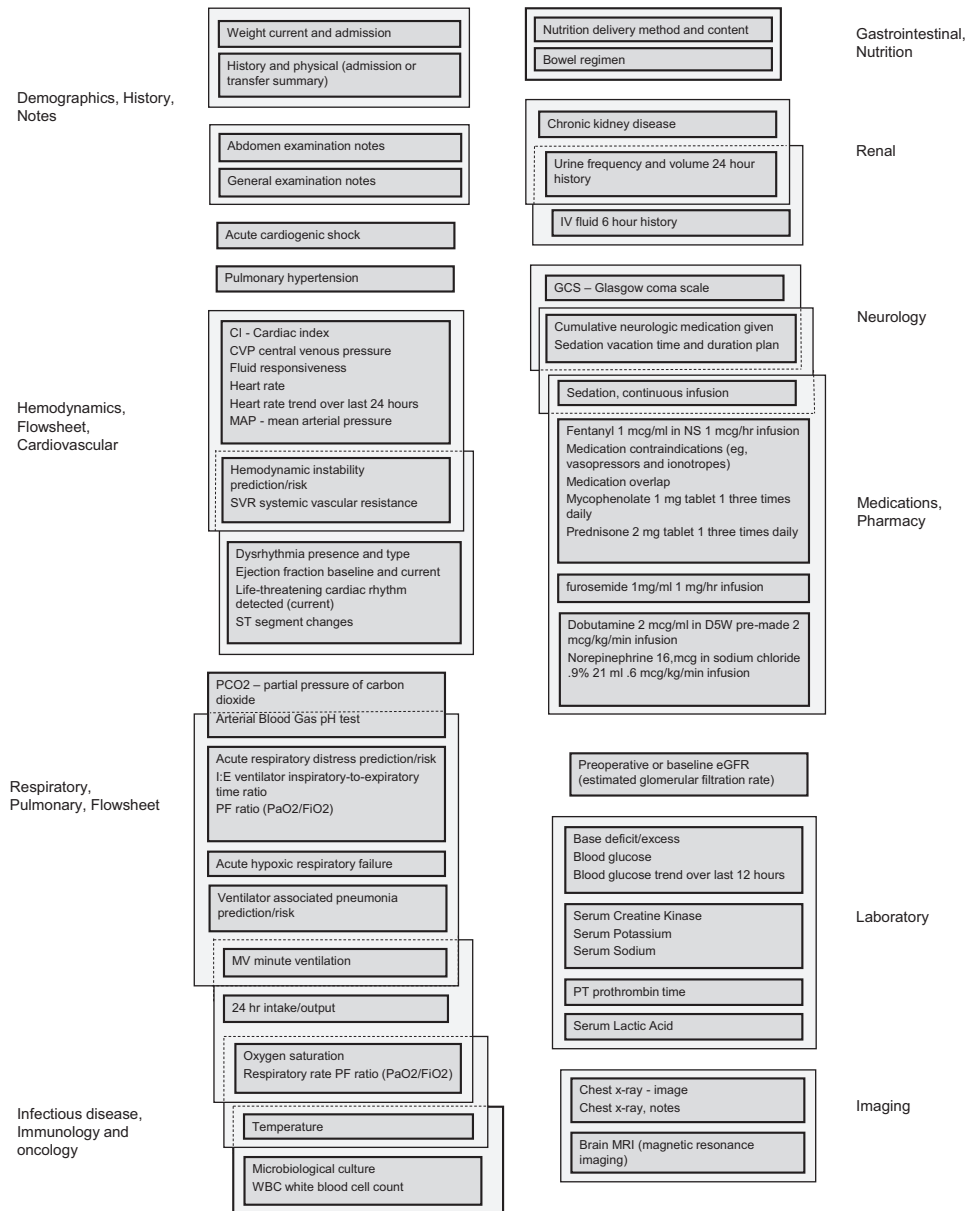 Demographics, History,
Notes
Weight current and admission
History and physical (admission or
transfer summary)
Abdomen examination notes
General examination notes
Acute cardiogenic shock
Pulmonary hypertension
Hemodynamics,
Flowsheet,
Cardiovascular
CI - Cardiac index
CVP central venous pressure
Fluid responsiveness
Heart rate
Heart rate trend over last 24 hours
MAP - mean arterial pressure
Hemodynamic instability
prediction/risk
SVR systemic vascular resistance
Dysrhythmia presence and type
Ejection fraction baseline and current
Life-threatening cardiac rhythm
detected (current)
ST segment changes
Respiratory,
Pulmonary, Flowsheet
PCO2 – partial pressure of carbon
dioxide
Arterial Blood Gas pH test
Acute respiratory distress prediction/risk
I:E ventilator inspiratory-to-expiratory
time ratio
PF ratio (PaO2/FiO2)
Acute hypoxic respiratory failure
Ventilator associated pneumonia
prediction/risk
MV minute ventilation
24 hr intake/output
Oxygen saturation
Respiratory rate PF ratio (PaO2/FiO2)
Infectious disease,
Immunology and
oncology
Temperature
Microbiological culture
WBC white blood cell count
Nutrition delivery method and content
Bowel regimen
Gastrointestinal,
Nutrition
Chronic kidney disease
Urine frequency and volume 24 hour
history
IV fluid 6 hour history
Renal
GCS – Glasgow coma scale
Cumulative neurologic medication given
Sedation vacation time and duration plan
Neurology
Sedation, continuous infusion
Fentanyl 1 mcg/ml in NS 1 mcg/hr infusion
Medication contraindications (eg,
vasopressors and ionotropes)
Medication overlap
Mycophenolate 1 mg tablet 1 three times
daily
Prednisone 2 mg tablet 1 three times daily
furosemide 1mg/ml 1 mg/hr infusion
Dobutamine 2 mcg/ml in D5W pre-made 2
mcg/kg/min infusion
Norepinephrine 16,mcg in sodium chloride
.9% 21 ml .6 mcg/kg/min infusion
Medications,
Pharmacy
Preoperative or baseline eGFR
(estimated glomerular filtration rate)
Base deficit/excess
Blood glucose
Blood glucose trend over last 12 hours
Serum Creatine Kinase
Serum Potassium
Serum Sodium
PT prothrombin time
Serum Lactic Acid
Laboratory
Chest x-ray - image
Chest x-ray, notes
Brain MRI (magnetic resonance
imaging)
Imaging